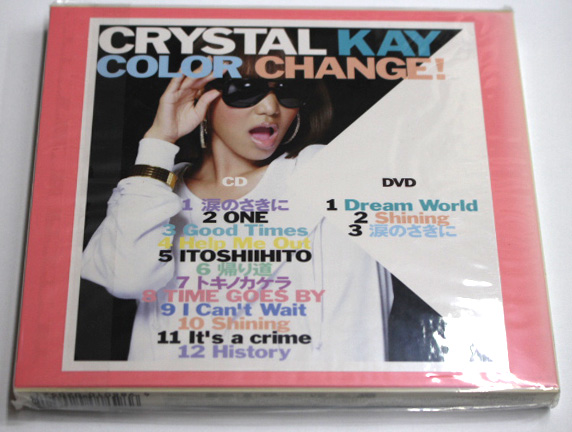 CRYSTAL KAY
COLOR CHANGE!
CD
1 涙のさきに
2 ONE
3 Good Times
4 Help Me Out
5 ITOSHIIHITO
6 帰り道
7 トキノカケラ
8 TIME GOES BY
9 I Can't Wait
10 Shining
11 It's a crime
12 History
DVD
1 Dream World
2 Shining
3 涙のさきに